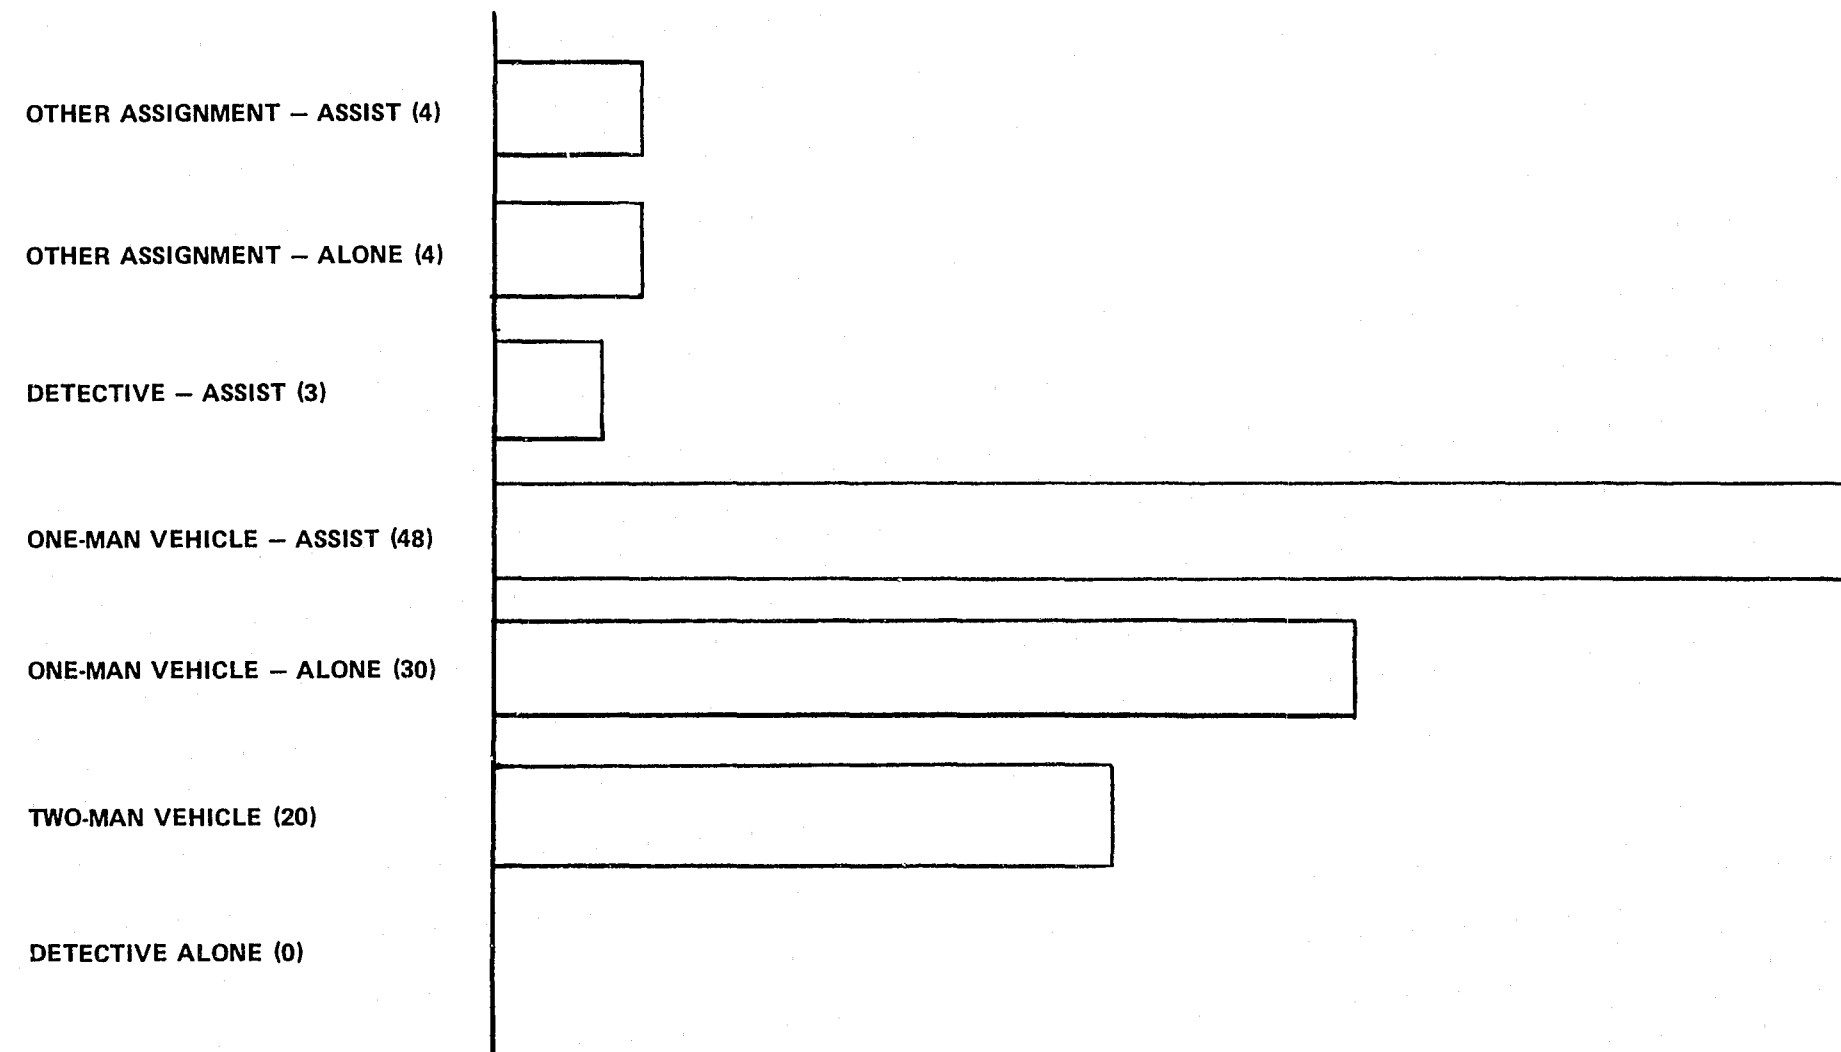 OTHER ASSIGNMENT — ASSIST (4)
OTHER ASSIGNMENT — ALONE (4)
DETECTIVE — ASSIST (3)
ONE-MAN VEHICLE — ASSIST (48)
ONE-MAN VEHICLE — ALONE (30)
TWO-MAN VEHICLE (20)
DETECTIVE ALONE (0)